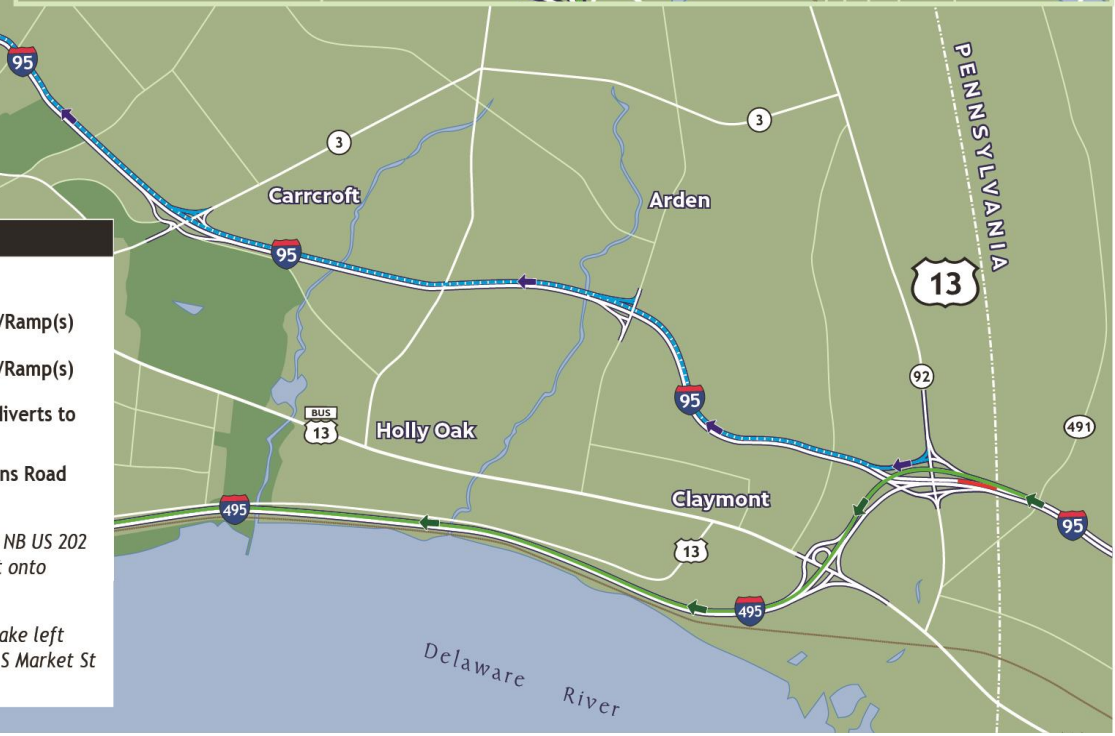 95
PENNSYLVANIA
3
3
Carrcroft
Arden
95
13
/Ramp(s)
/Ramp(s)
92
95
diverts to
BUS
13
Holly Oak
491
ns Road
Claymont
495
95
NB US 202
13
t onto
495
ake left
S Market St
Delaware River